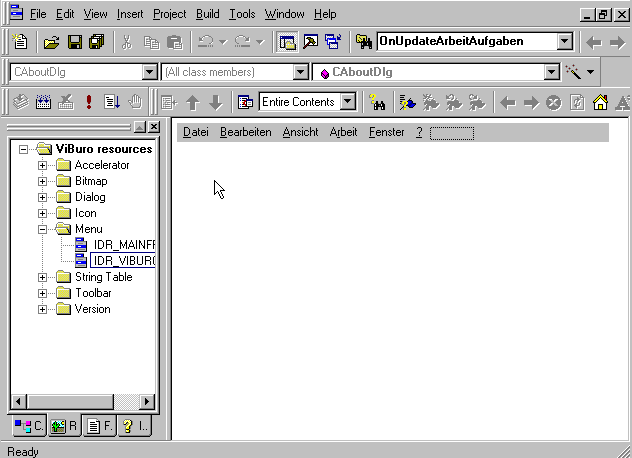 File Edit View Insert Project Build Tools Window Help
OnUpdateArbeitAufgaben
CAboutDlg (All class members) CAboutDlg
Entire Contents
ViBuro resources
Accelerator
Bitmap
Dialog
Icon
Menu
IDR_MAINF
IDR_VIBURO
String Table
Toolbar
Version
C. R F. I..
Datei Bearbeiten Ansicht Arbeit Fenster ?
Ready